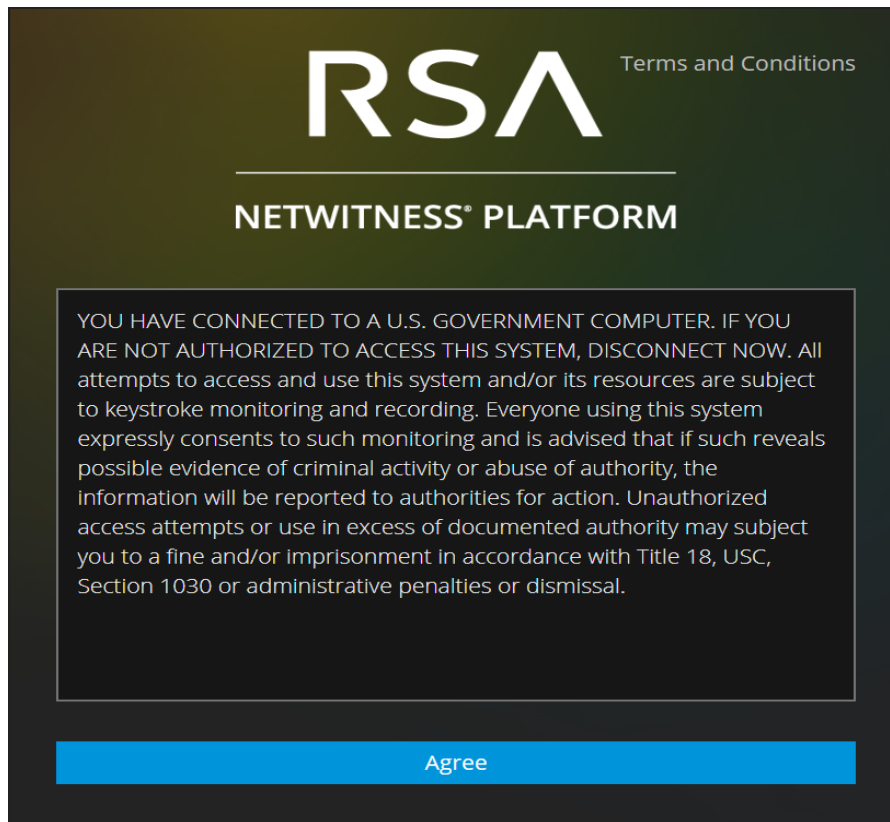 RSA
Terms and Conditions
NETWITNESS® PLATFORM
YOU HAVE CONNECTED TO A U.S. GOVERNMENT COMPUTER. IF YOU
ARE NOT AUTHORIZED TO ACCESS THIS SYSTEM, DISCONNECT NOW. All
attempts to access and use this system and/or its resources are subject
to keystroke monitoring and recording. Everyone using this system
expressly consents to such monitoring and is advised that if such reveals
possible evidence of criminal activity or abuse of authority, the
information will be reported to authorities for action. Unauthorized
access attempts or use in excess of documented authority may subject
you to a fine and/or imprisonment in accordance with Title 18, USC,
Section 1030 or administrative penalties or dismissal.
Agree